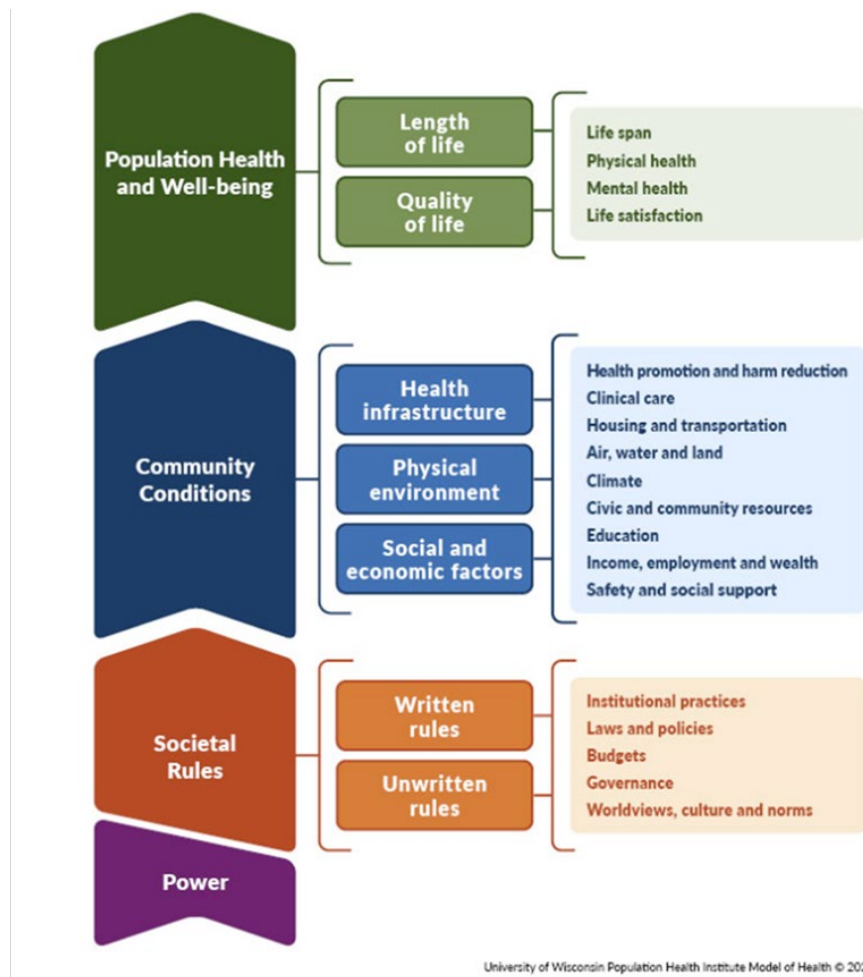 Population Health
and Well-being
Length
of life
Quality
of life
Life span
Physical health
Mental health
Life satisfaction
Community
Conditions
Health
infrastructure
Physical
environment
Social and
economic factors
Health promotion and harm reduction
Clinical care
Housing and transportation
Air, water and land
Climate
Civic and community resources
Education
Income, employment and wealth
Safety and social support
Societal
Rules
Written
rules
Unwritten
rules
Institutional practices
Laws and policies
Budgets
Governance
Worldviews, culture and norms
Power
University of Wisconsin Population Health Institute Model of Health ©